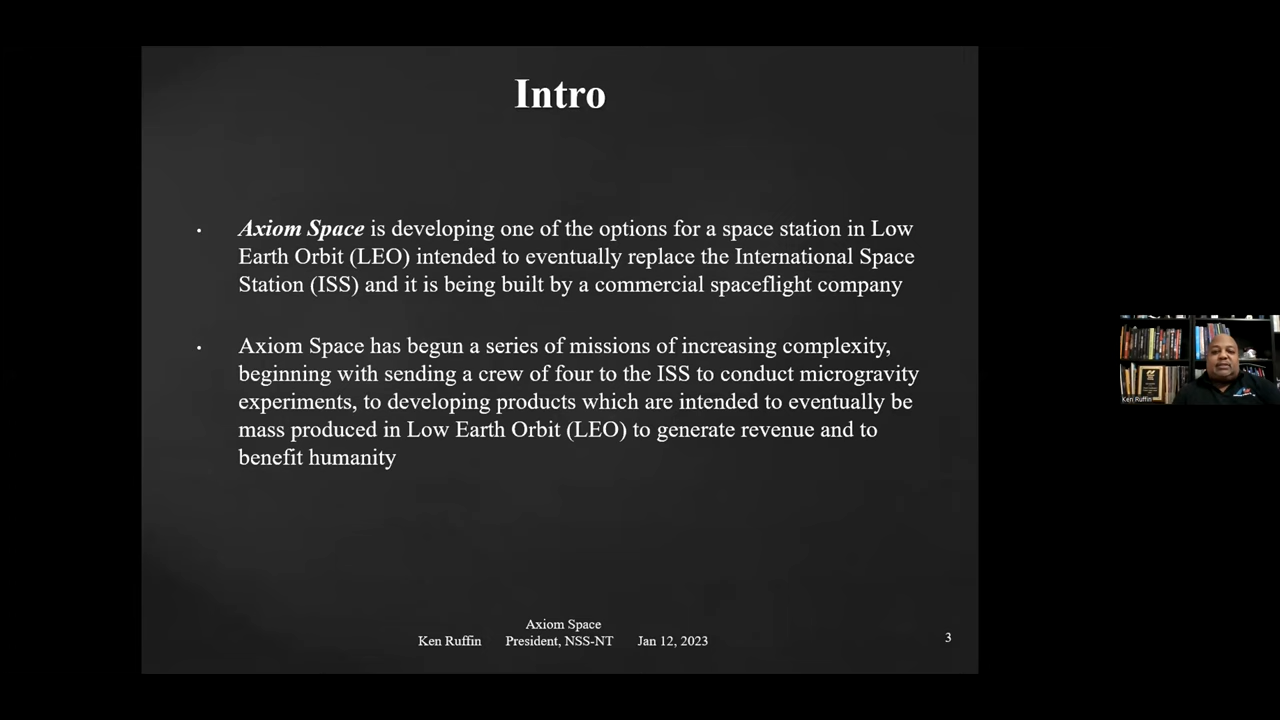 Intro
• Axiom Space is developing one of the options for a space station in Low
Earth Orbit (LEO) intended to eventually replace the International Space
Station (ISS) and it is being built by a commercial spaceflight company
• Axiom Space has begun a series of missions of increasing complexity,
beginning with sending a crew of four to the ISS to conduct microgravity
experiments, to developing products which are intended to eventually be
mass produced in Low Earth Orbit (LEO) to generate revenue and to
benefit humanity
Axiom Space
Ken Ruffin President, NSS-NT Jan 12, 2023
3
Ken Ruffin